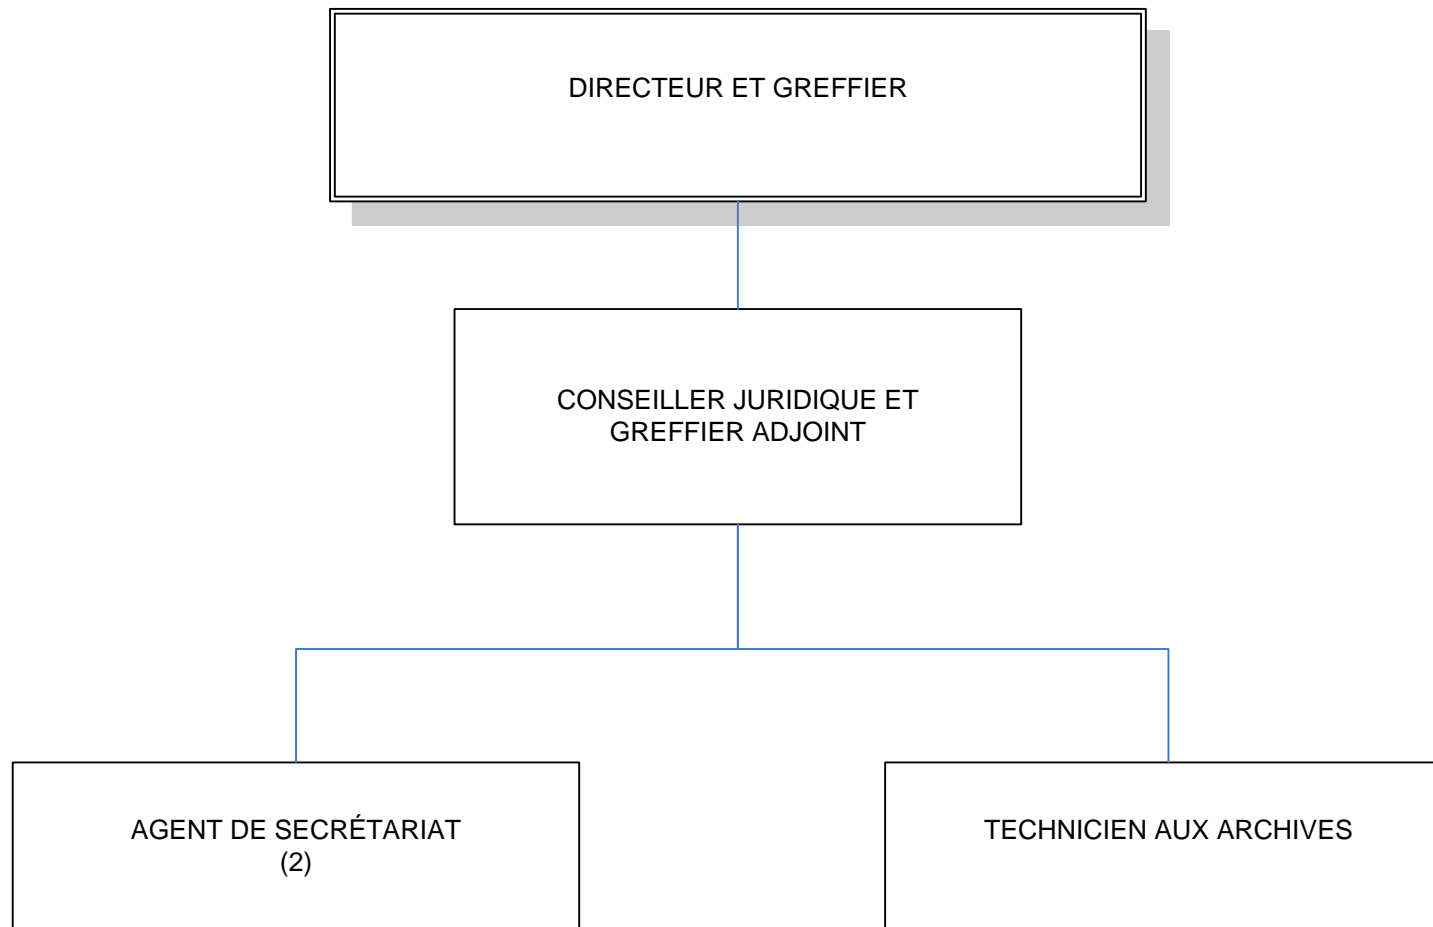 DIRECTEUR ET GREFFIER
CONSEILLER JURIDIQUE ET
GREFFIER ADJOINT
AGENT DE SECRÉTARIAT
(2)
TECHNICIEN AUX ARCHIVES